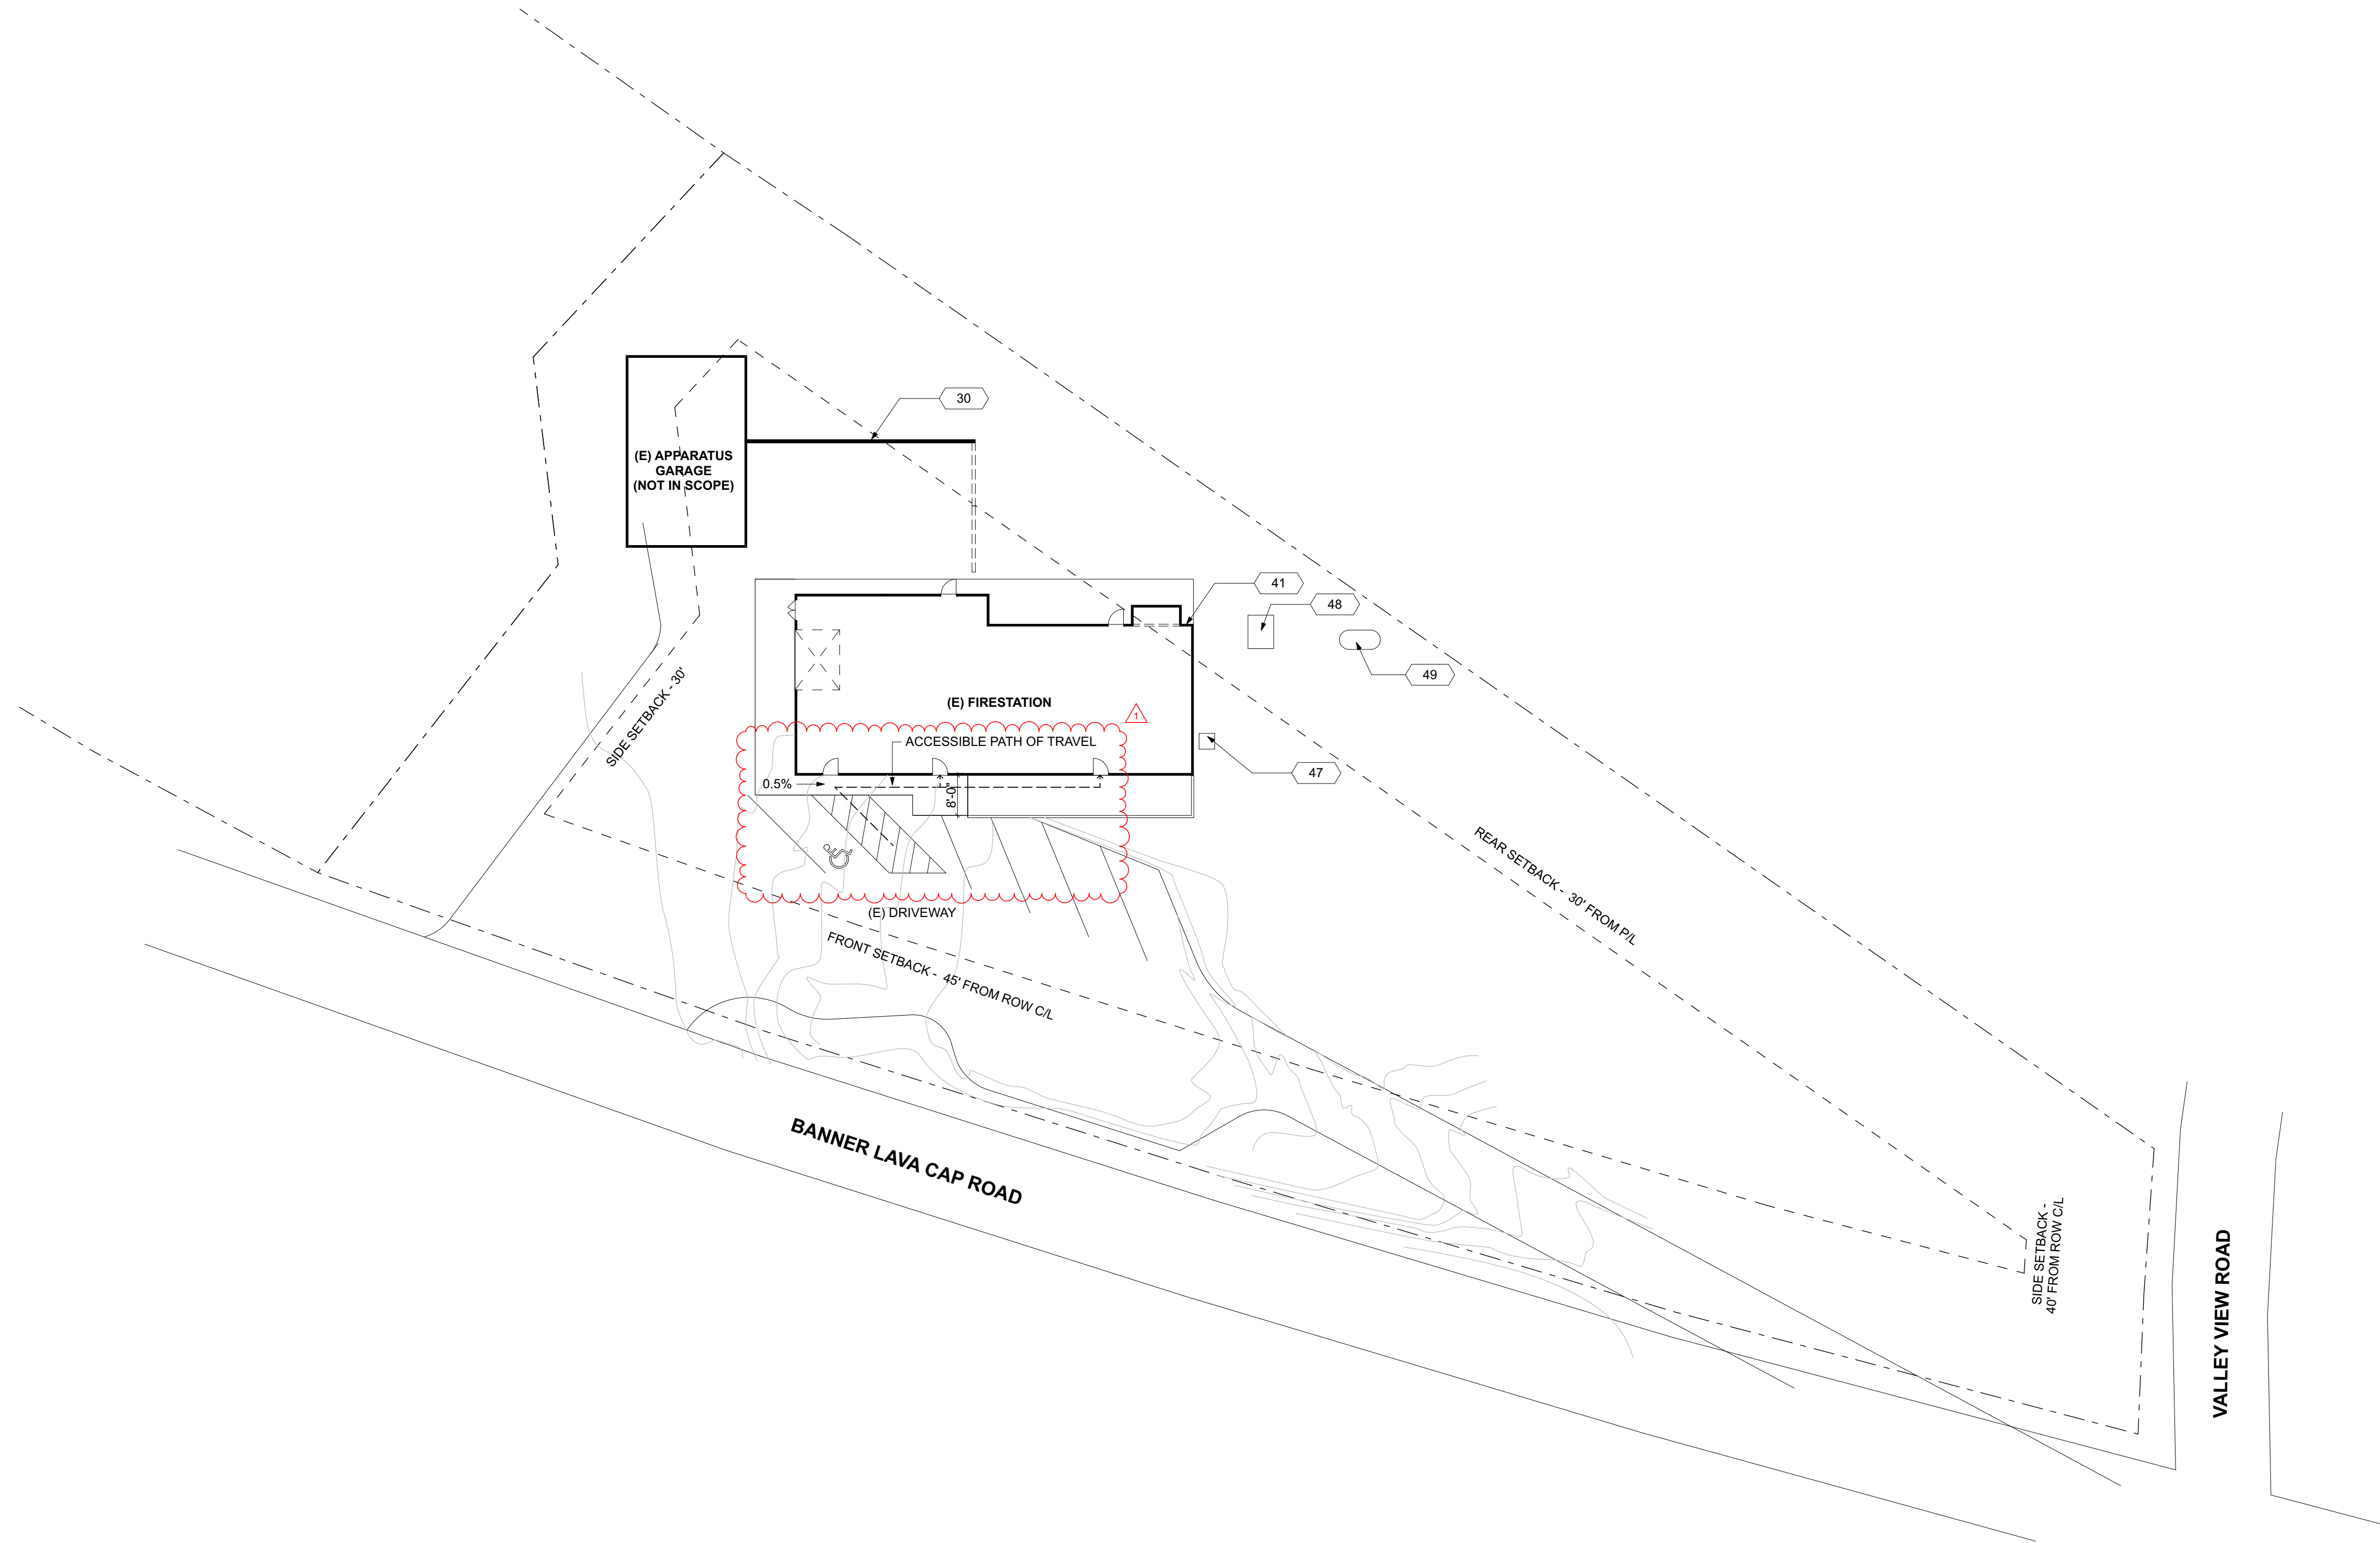 30
(E) APPARATUS
GARAGE
(NOT IN SCOPE)
41
48
49
SIDE SETBACK - 30'
(E) FIRESTATION
1
ACCESSIBLE PATH OF TRAVEL
47
0.5%
8'-0"
REAR SETBACK - 30' FROM P/L
(E) DRIVEWAY
FRONT SETBACK - 45' FROM ROW C/L
BANNER LAVA CAP ROAD
SIDE SETBACK -
40' FROM ROW C/L
VALLEY VIEW ROAD